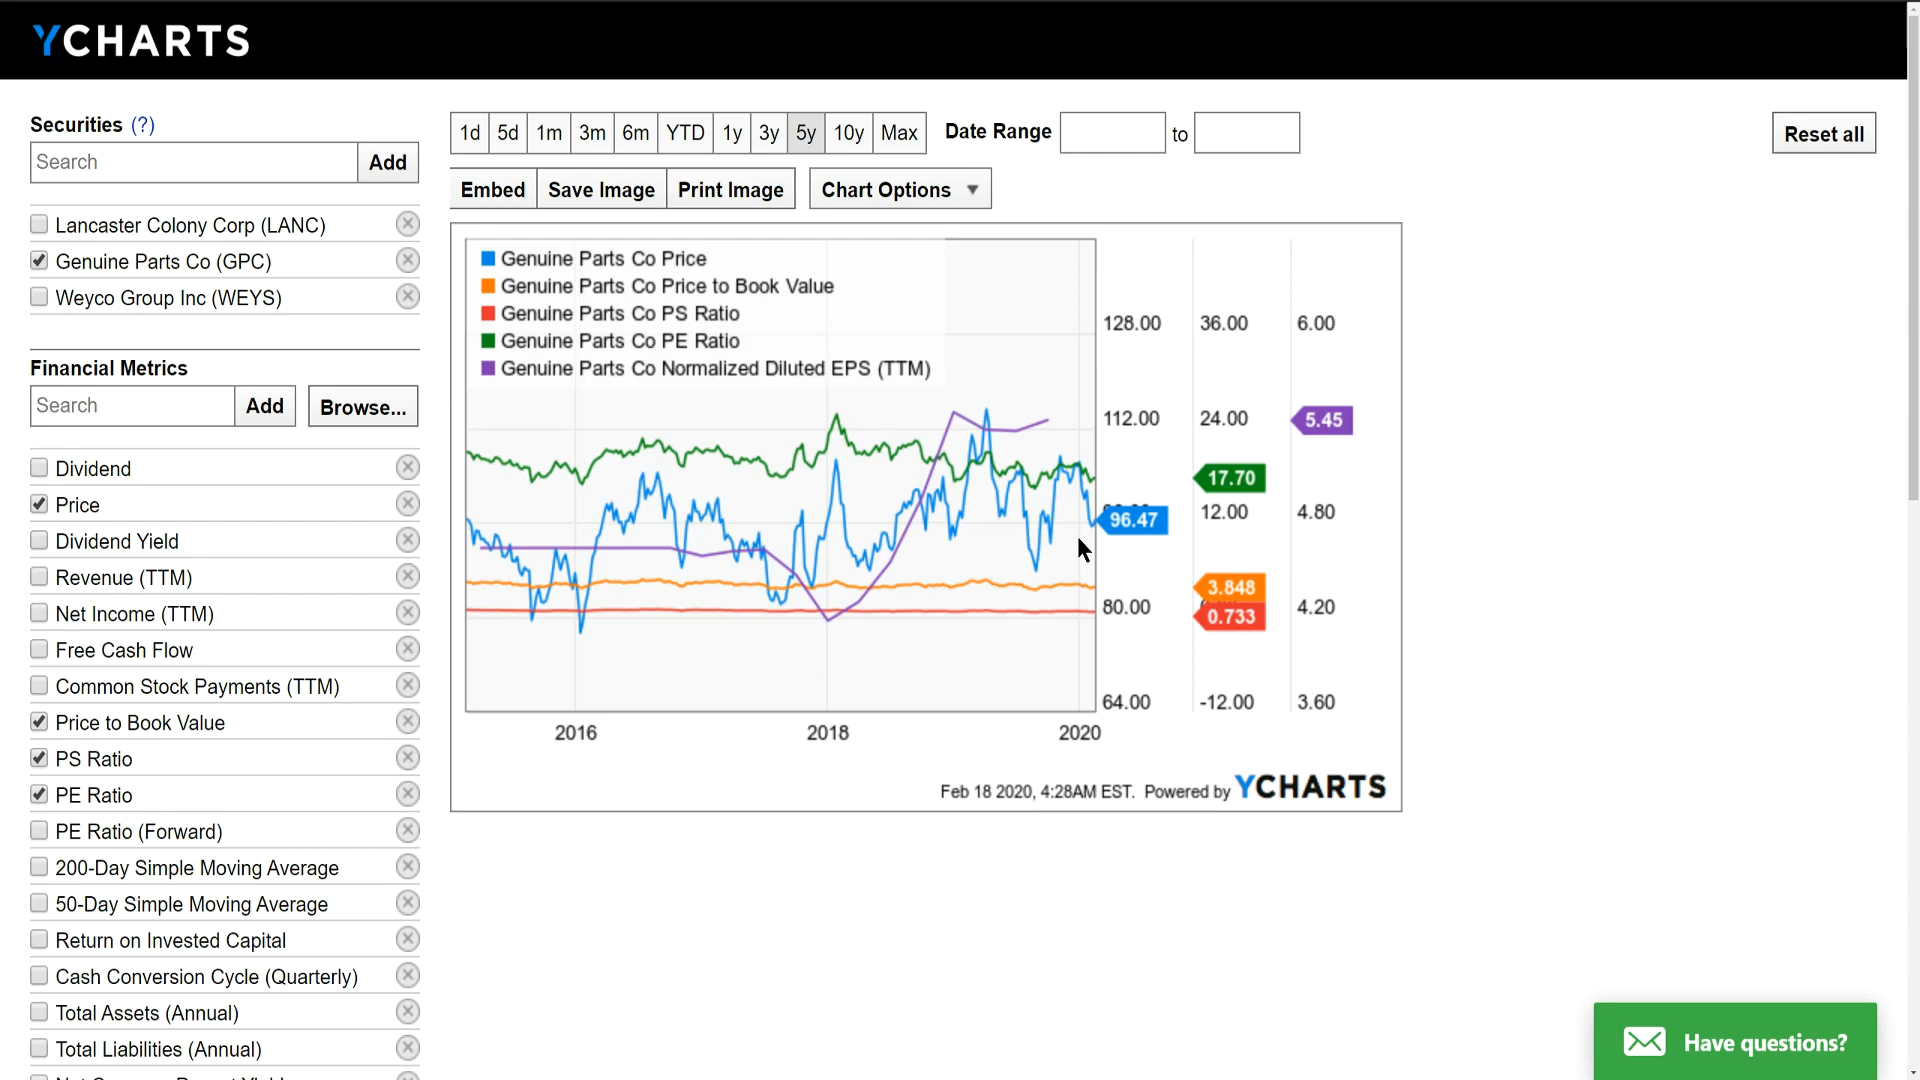 YCHARTS
Securities (?)
Search
Add
Lancaster Colony Corp (LANC)
Genuine Parts Co (GPC)
Weyco Group Inc (WEYS)
Financial Metrics
Search
Add
Browse...
Dividend
Price
Dividend Yield
Revenue (TTM)
Net Income (TTM)
Free Cash Flow
Common Stock Payments (TTM)
Price to Book Value
PS Ratio
PE Ratio
PE Ratio (Forward)
200-Day Simple Moving Average
50-Day Simple Moving Average
Return on Invested Capital
Cash Conversion Cycle (Quarterly)
Total Assets (Annual)
Total Liabilities (Annual)
1d 5d 1m 3m 6m YTD 1y 3y 5y 10y Max
Date Range to
Reset all
Embed Save Image Print Image Chart Options
Genuine Parts Co Price
Genuine Parts Co Price to Book Value
Genuine Parts Co PS Ratio
Genuine Parts Co PE Ratio
Genuine Parts Co Normalized Diluted EPS (TTM)
128.00 36.00 6.00
112.00 24.00 5.45
17.70
96.47 12.00 4.80
3.848
80.00 0.733 4.20
64.00 -12.00 3.60
2016 2018 2020
Feb 18 2020, 4:28AM EST. Powered by YCHARTS
Have questions?